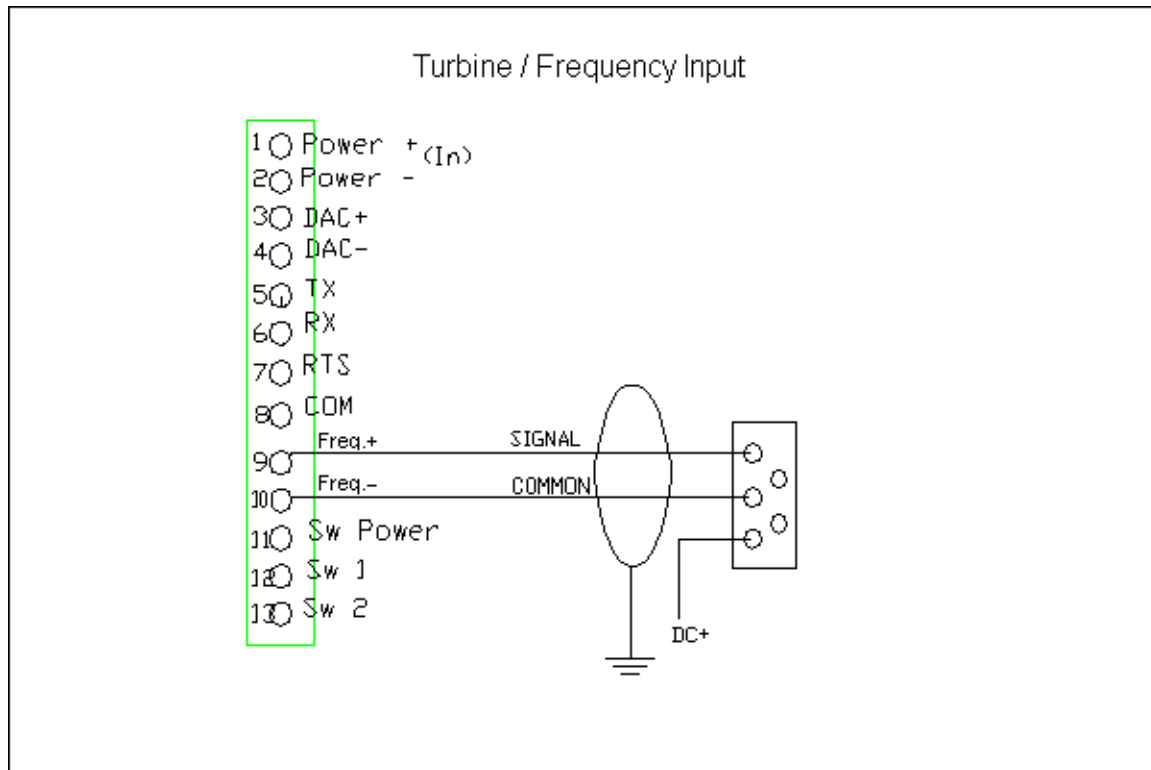 Turbine / Frequency Input
1 Power + (In)
2 Power -
3 DAC+
4 DAC-
5 TX
6 RX
7 RTS
8 COM
9 Freq.+ SIGNAL
10 Freq.- COMMON
11 Sw Power
12 Sw 1
13 Sw 2
DC+